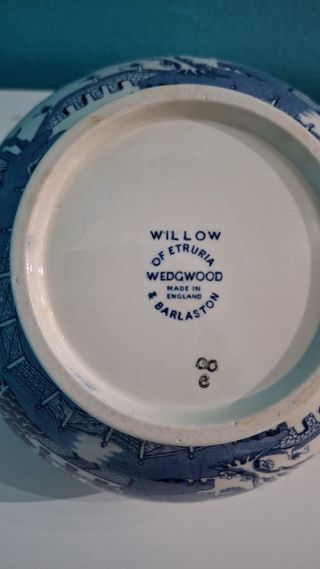 WILLOW
OF ETRURIA
WEDGWOOD
MADE IN
ENGLAND
& BARLASTON